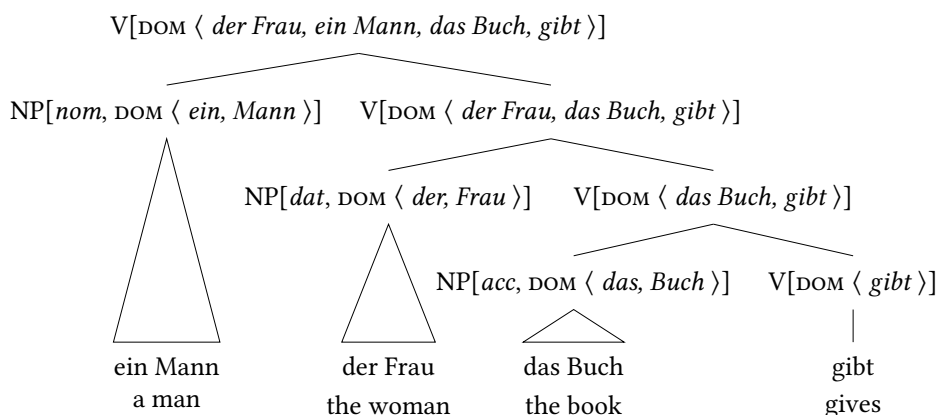 V[DOM ⟨ der Frau, ein Mann, das Buch, gibt ⟩]
NP[nom, DOM ⟨ ein, Mann ⟩] V[DOM ⟨ der Frau, das Buch, gibt ⟩]
NP[dat, DOM ⟨ der, Frau ⟩] V[DOM ⟨ das Buch, gibt ⟩]
NP[acc, DOM ⟨ das, Buch ⟩] V[DOM ⟨ gibt ⟩]
ein Mann der Frau das Buch gibt
a man the woman the book gives